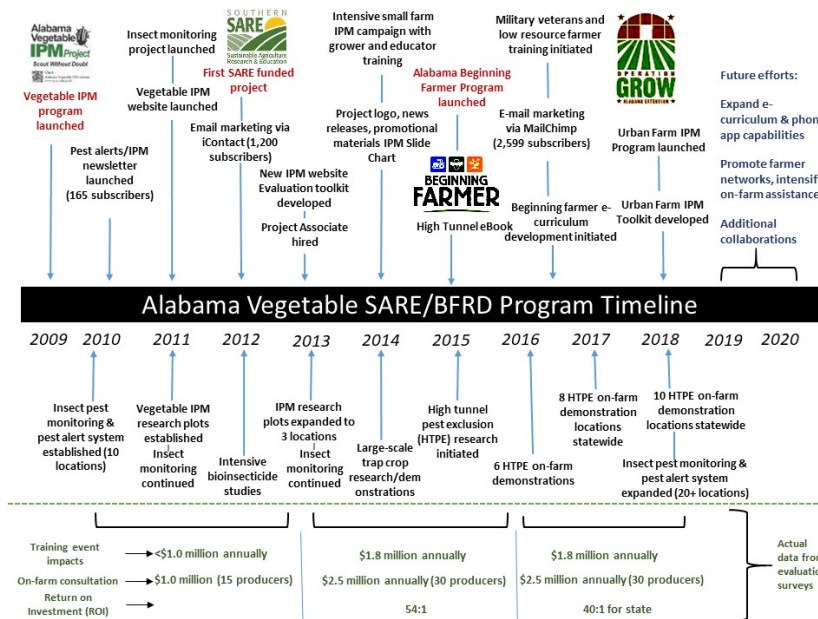 Alabama
Vegetable
IPM Project
Scout Without Doubt
Vegetable IPM
program
launched
Pest alerts/IPM
newsletter
launched
(165 subscribers)
Insect monitoring
project launched
Vegetable IPM
website launched
SOUTHERN
SARE
Sustainable Agriculture
Research & Education
First SARE funded
project
Email marketing via
iContact (1,200
subscribers)
New IPM website
Evaluation toolkit
developed
Project Associate
hired
Intensive small farm
IPM campaign with
grower and educator
training
Project logo, news
releases, promotional
materials IPM Slide
Chart
Alabama Beginning
Farmer Program
launched
BEGINNING
FARMER
High Tunnel eBook
Military veterans and
low resource farmer
training initiated
E-mail marketing
via MailChimp
(2,599 subscribers)
Beginning farmer e-
curriculum
development initiated
OPERATION
GROW
ALABAMA EXTENSION
Urban Farm IPM
Program launched
Urban Farm IPM
Toolkit developed
Future efforts:
Expand e-
curriculum & phon
app capabilities
Promote farmer
networks, intensif
on-farm assistance
Additional
collaborations
Alabama Vegetable SARE/BFRD Program Timeline
2009 2010 2011 2012 2013 2014 2015 2016 2017 2018 2019 2020
Insect pest
monitoring &
pest alert system
established (10
locations)
Vegetable IPM
research plots
established
Insect
monitoring
continued
Intensive
bioinsecticide
studies
IPM research
plots expanded to
3 locations
Insect
monitoring
continued
Large-scale
trap crop
research/dem
onstrations
High tunnel
pest exclusion
(HTPE) research
initiated
6 HTPE on-farm
demonstrations
8 HTPE on-farm
demonstration
locations
statewide
10 HTPE on-farm
demonstration
locations statewide
Insect pest monitoring &
pest alert system
expanded (20+ locations)
Training event
impacts
<$1.0 million annually
$1.8 million annually
$1.8 million annually
On-farm consultation
$1.0 million (15 producers)
$2.5 million annually (30 producers)
$2.5 million annually (30 producers)
Return on
Investment (ROI)
54:1
40:1 for state
Actual
data from
evaluatio
surveys